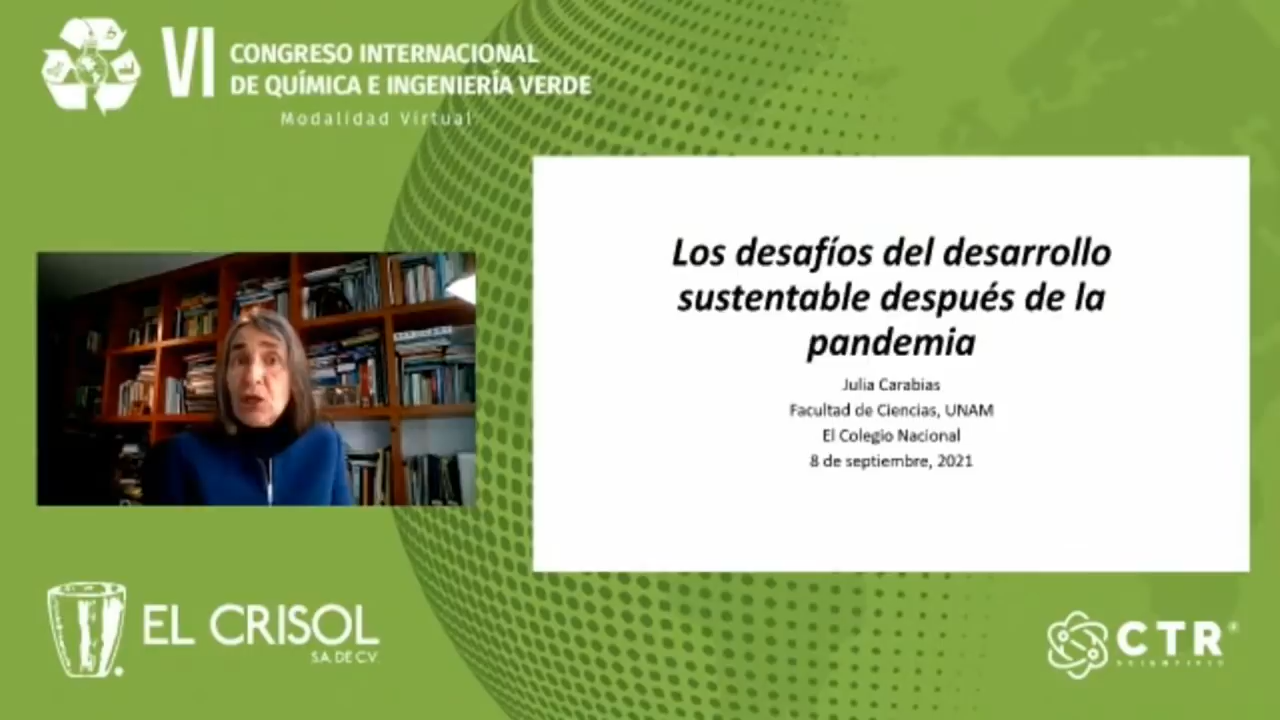 VI
CONGRESO INTERNACIONAL
DE QUÍMICA E INGENIERÍA VERDE
Modalidad Virtual
Los desafíos del desarrollo
sustentable después de la
pandemia
Julia Carabias
Facultad de Ciencias, UNAM
El Colegio Nacional
8 de septiembre, 2021
EL CRISOL
S.A. DE C.V.
CTR®
SCIENTIFIC